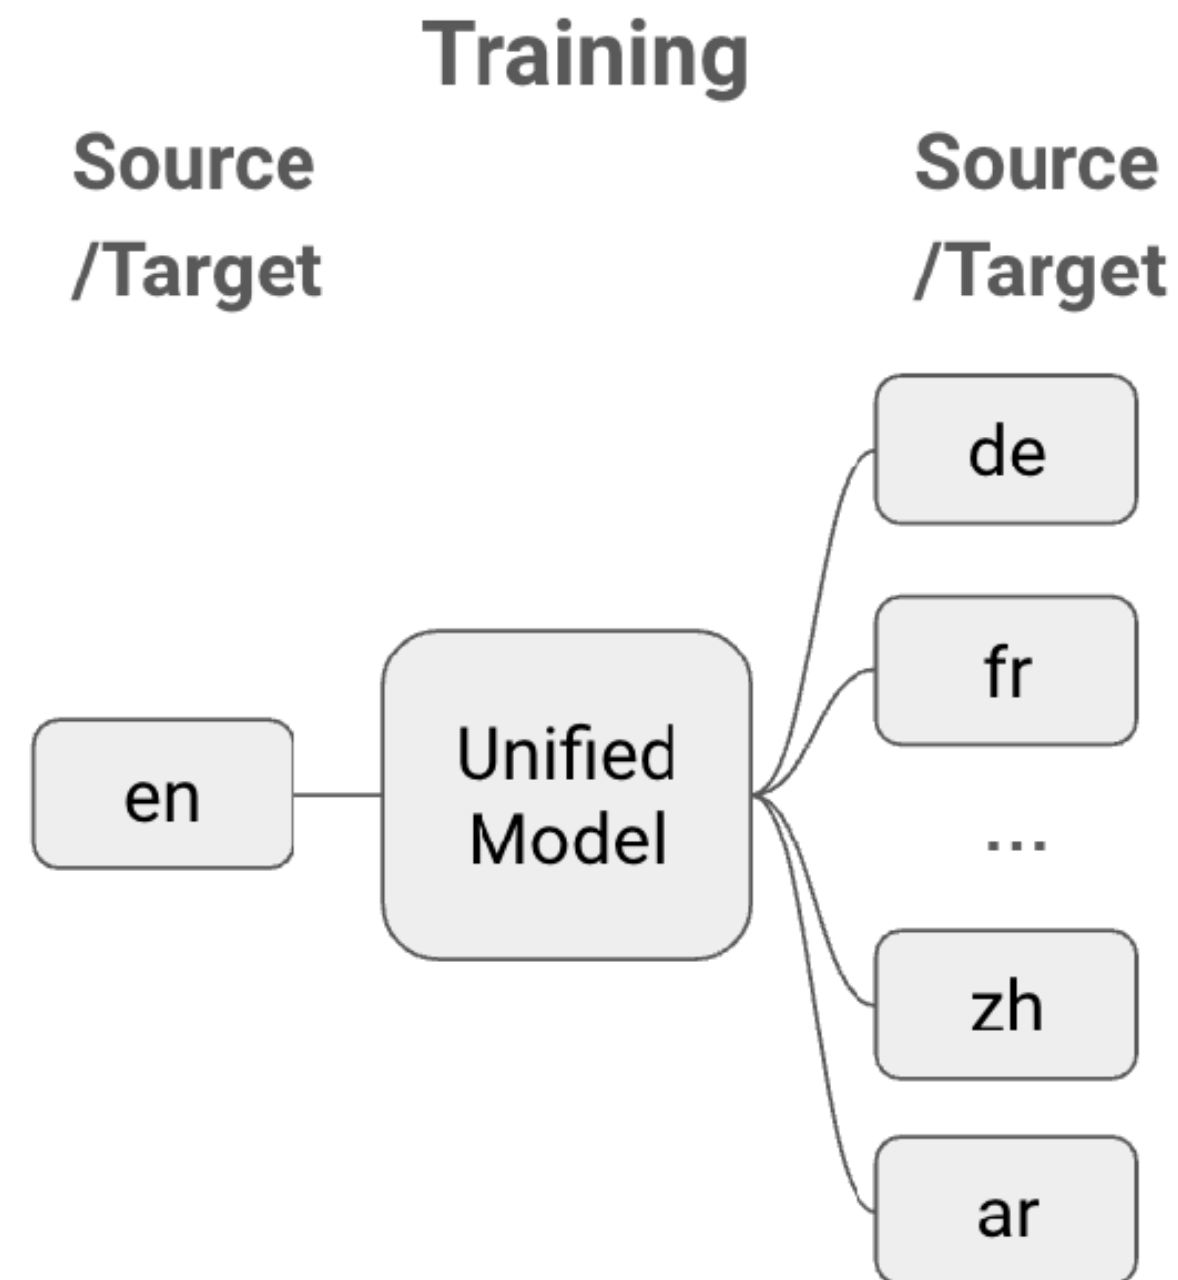 Training
Source
/Target
Source
/Target
en
Unified
Model
de
fr
...
zh
ar